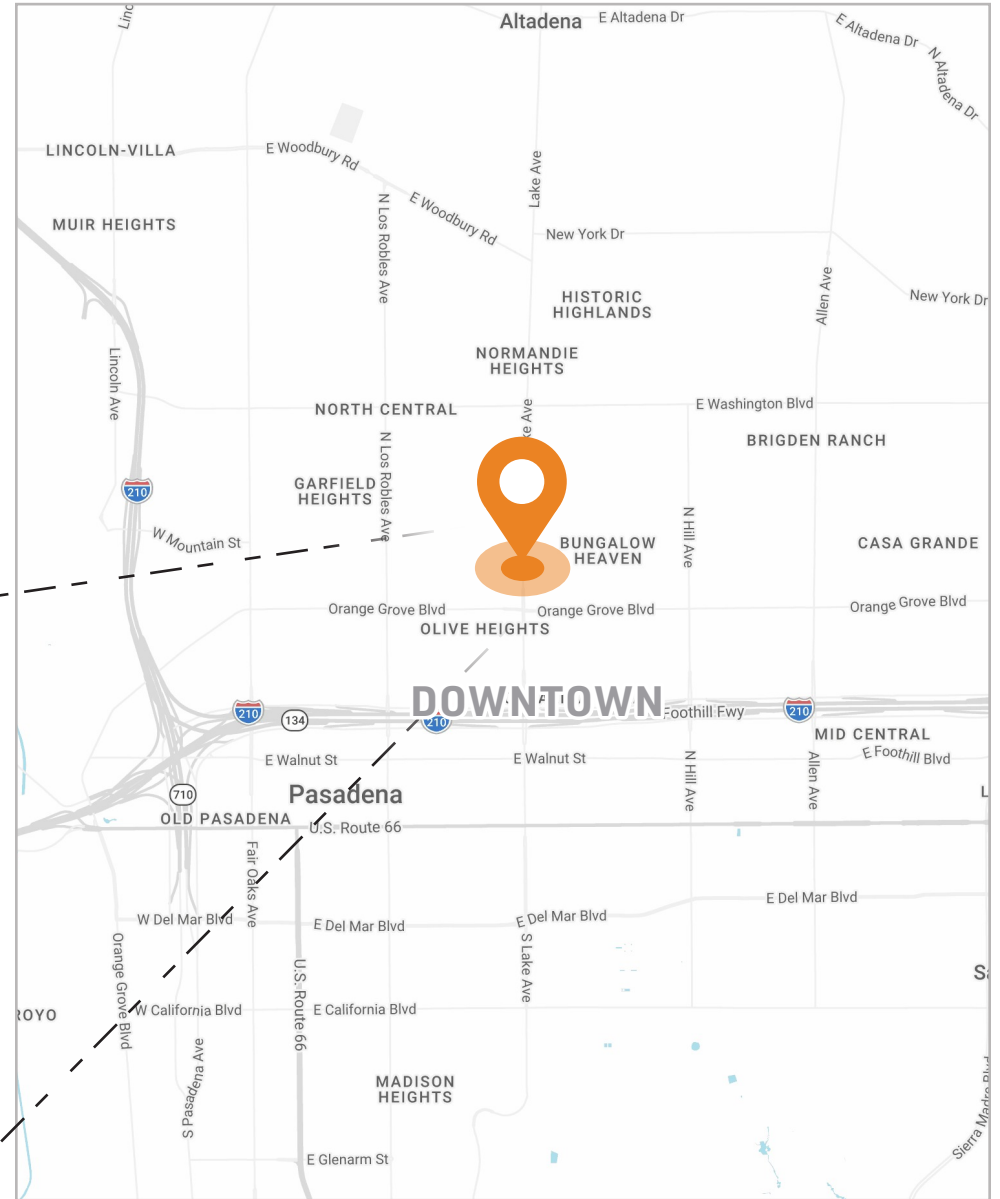 Linc
Altadena
E Altadena Dr
E Altadena Dr
N Altadena Dr
LINCOLN-VILLA
E Woodbury Rd
Lake Ave
MUIR HEIGHTS
N Los Robles Ave
E Woodbury Rd
New York Dr
Allen Ave
New York Dr
HISTORIC
HIGHLANDS
NORMANDIE
HEIGHTS
Lincoln Ave
NORTH CENTRAL
ke Ave
E Washington Blvd
BRIGDEN RANCH
N Los Robles Ave
GARFIELD
HEIGHTS
210
W Mountain St
BUNGALOW
HEAVEN
N Hill Ave
CASA GRANDE
Orange Grove Blvd
Orange Grove Blvd
Orange Grove Blvd
OLIVE HEIGHTS
DOWNTOWN
210
134
210
Foothill Fwy
210
MID CENTRAL
E Walnut St
E Walnut St
N Hill Ave
Allen Ave
E Foothill Blvd
710
Pasadena
L
OLD PASADENA
U.S. Route 66
Fair Oaks Ave
W Del Mar Blvd
E Del Mar Blvd
E Del Mar Blvd
E Del Mar Blvd
Orange Grove Blvd
U.S. Route 66
S Lake Ave
Sa
ROYO
W California Blvd
E California Blvd
S Pasadena Ave
MADISON
HEIGHTS
Sierra Madre Blvd
E Glenarm St